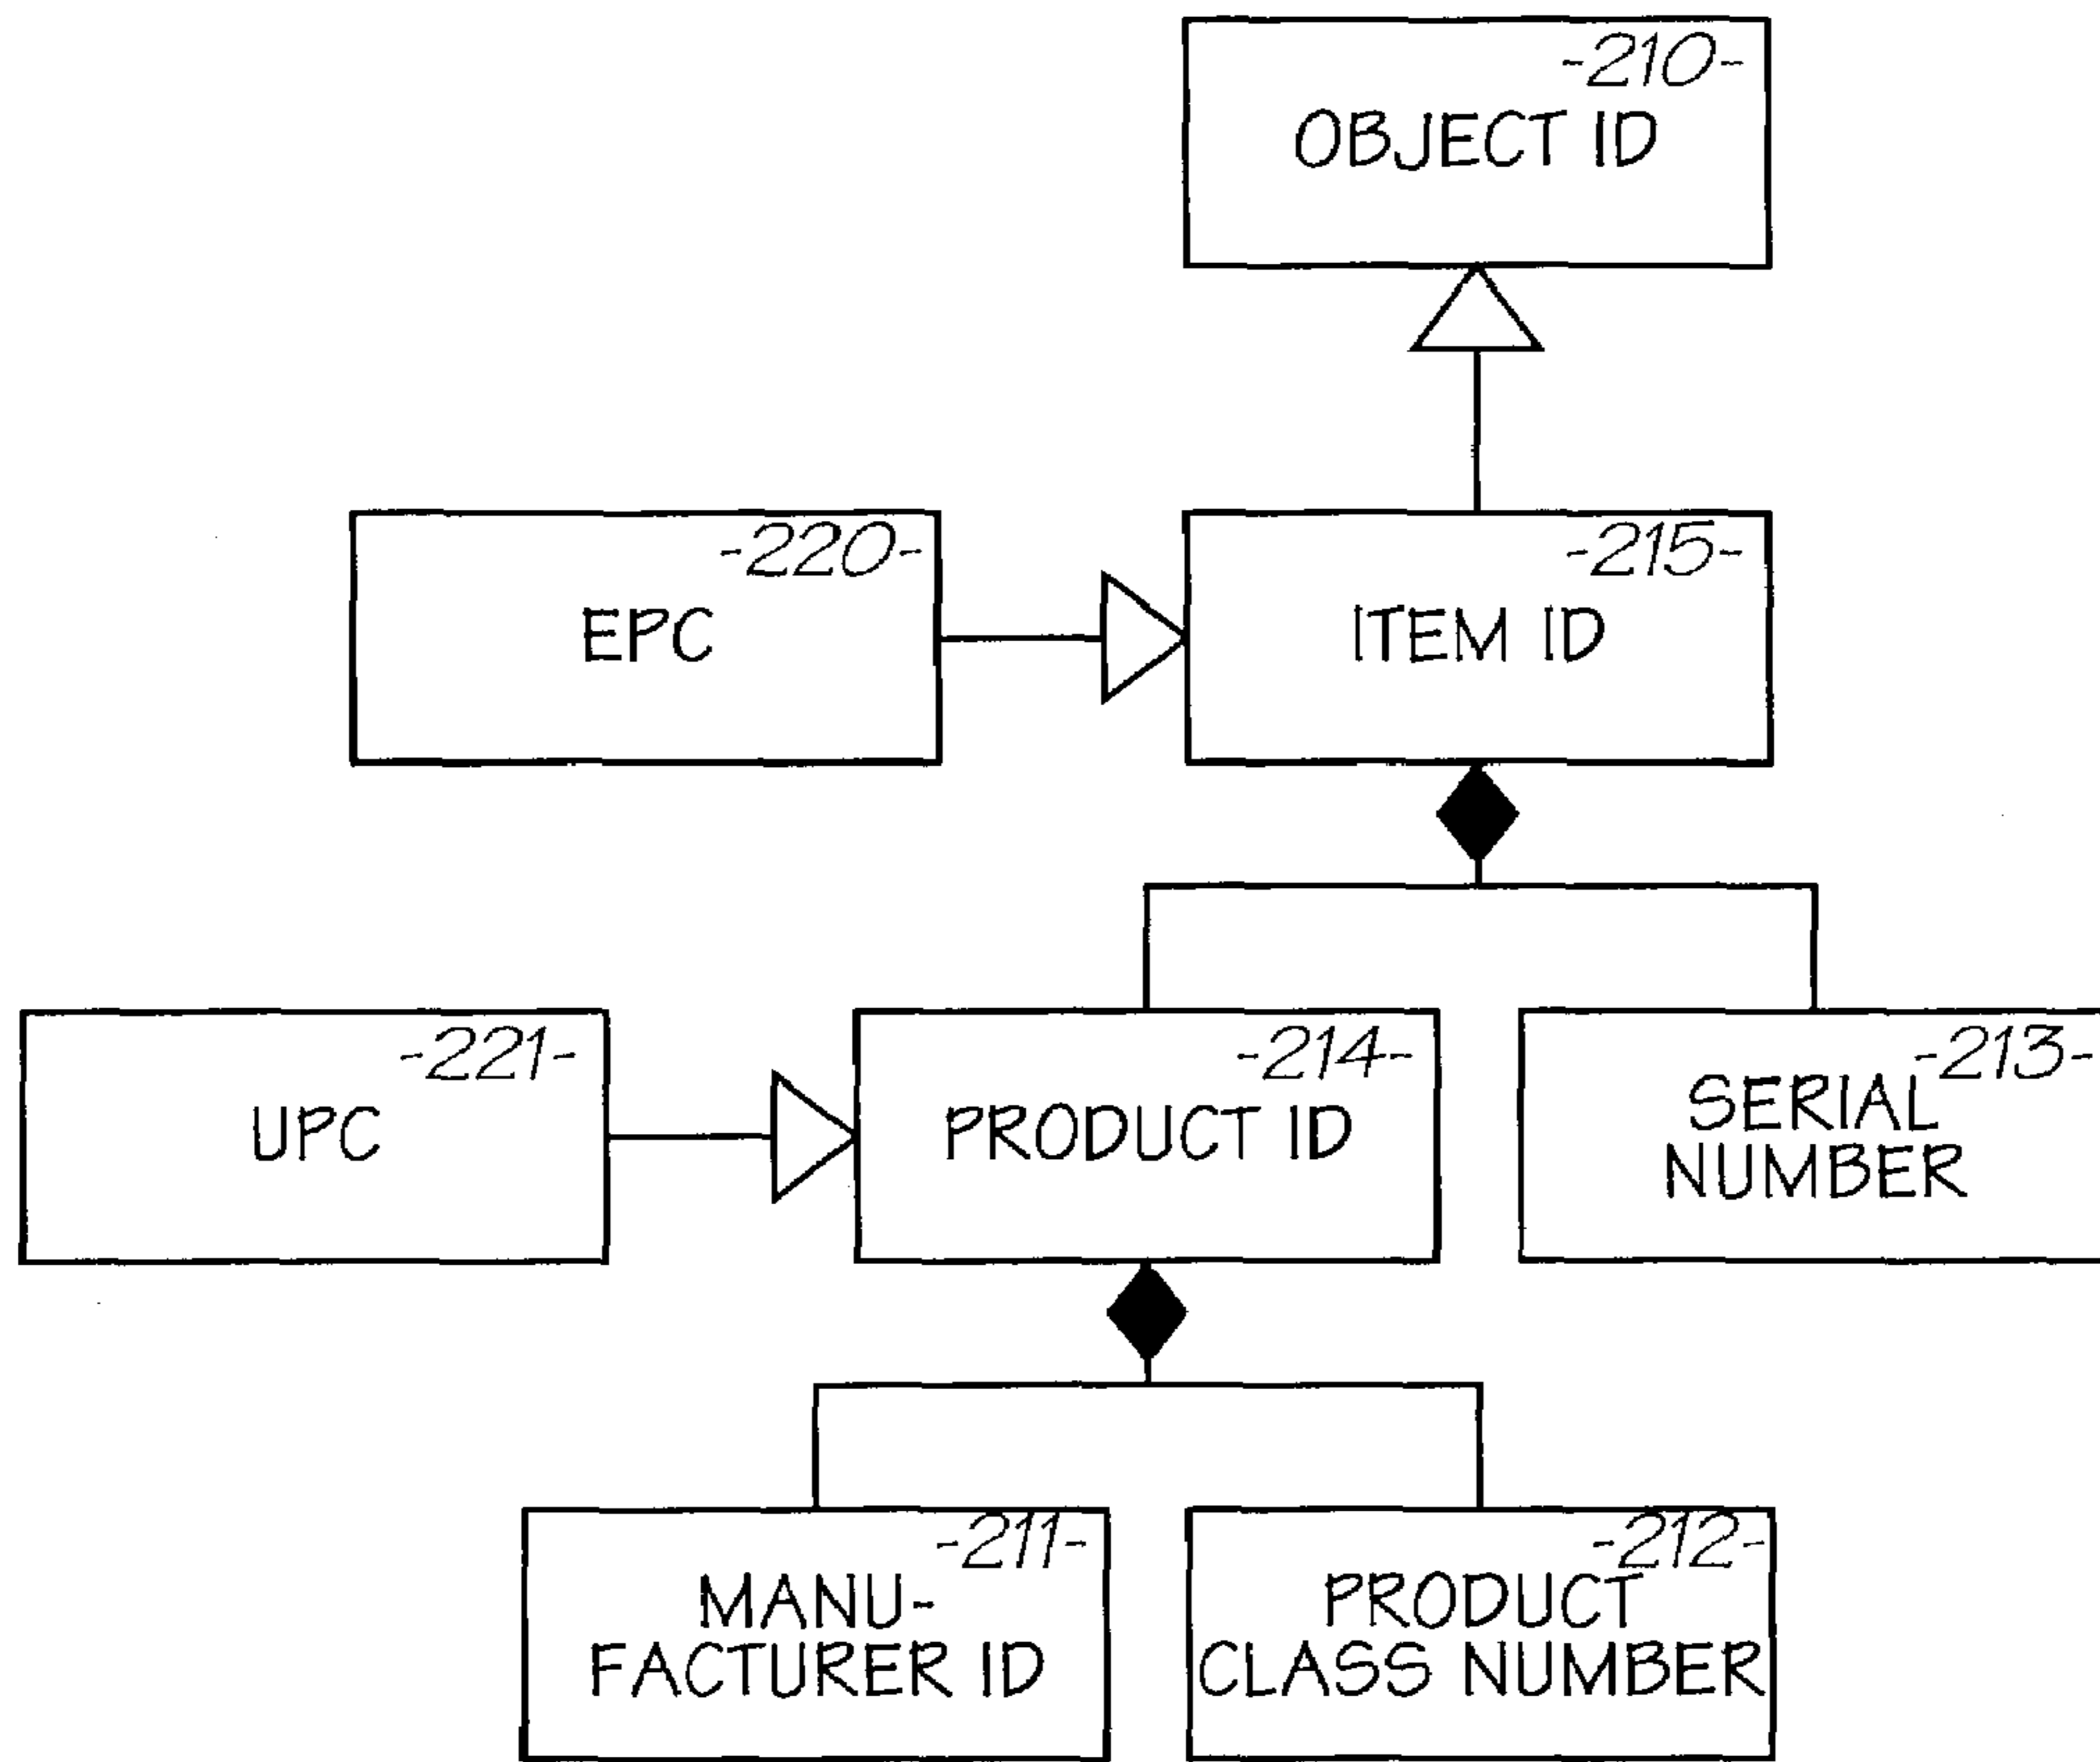 -210-
OBJECT ID
-220-
EPC
-215-
ITEM ID
-221-
UPC
-214-
PRODUCT ID
-213-
SERIAL
NUMBER
-211-
MANU-
FACTURER ID
-212-
PRODUCT
CLASS NUMBER